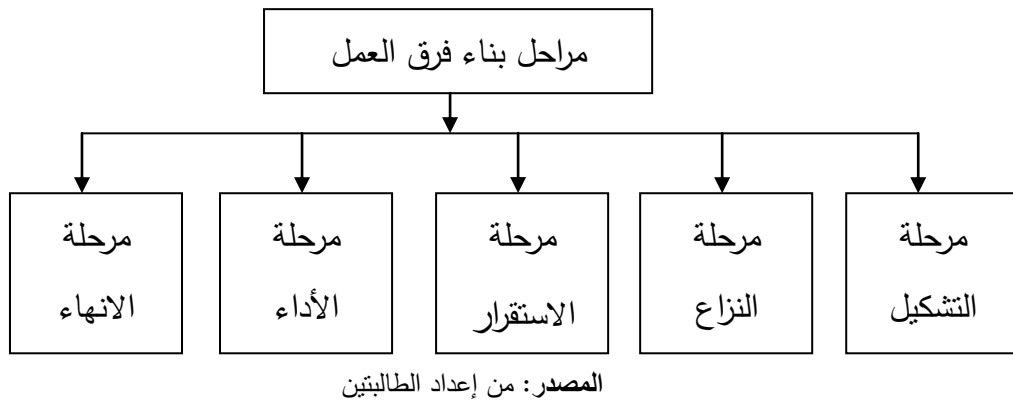 مراحل بناء فرق العمل
مرحلة
التشكيل
مرحلة
النزاع
مرحلة
الاستقرار
مرحلة
الأداء
مرحلة
الانهاء
المصدر: من إعداد الطالبتين